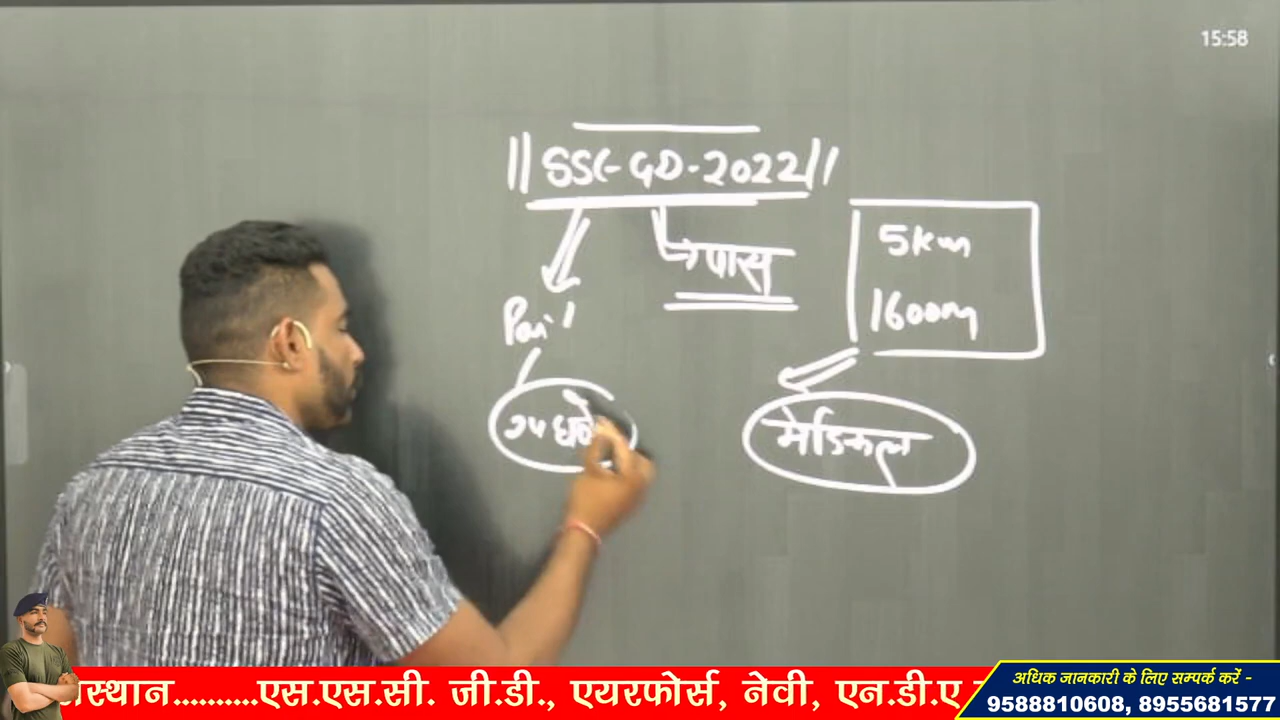 15:58
|| SSC-GD-2022 ||
5km
→ पास
1600m
मेडिकल
संस्थान..........एस.एस.सी. जी.डी., एयरफोर्स, नेवी, एन.डी.ए
अधिक जानकारी के लिए सम्पर्क करें -
9588810608, 8955681577